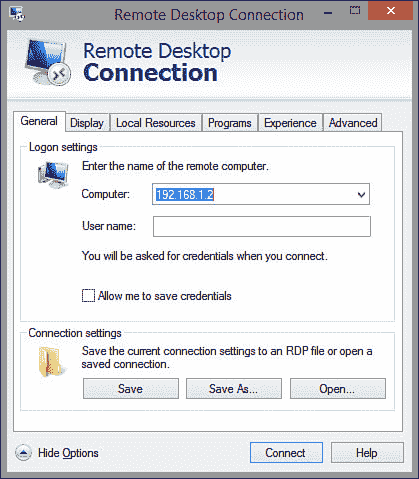 Remote Desktop Connection
Remote Desktop
Connection
General Display Local Resources Programs Experience Advanced
Logon settings
Enter the name of the remote computer.
Computer: 192.168.1.2
User name:
You will be asked for credentials when you connect.
Allow me to save credentials
Connection settings
Save the current connection settings to an RDP file or open a
saved connection.
Save Save As... Open...
Hide Options Connect Help